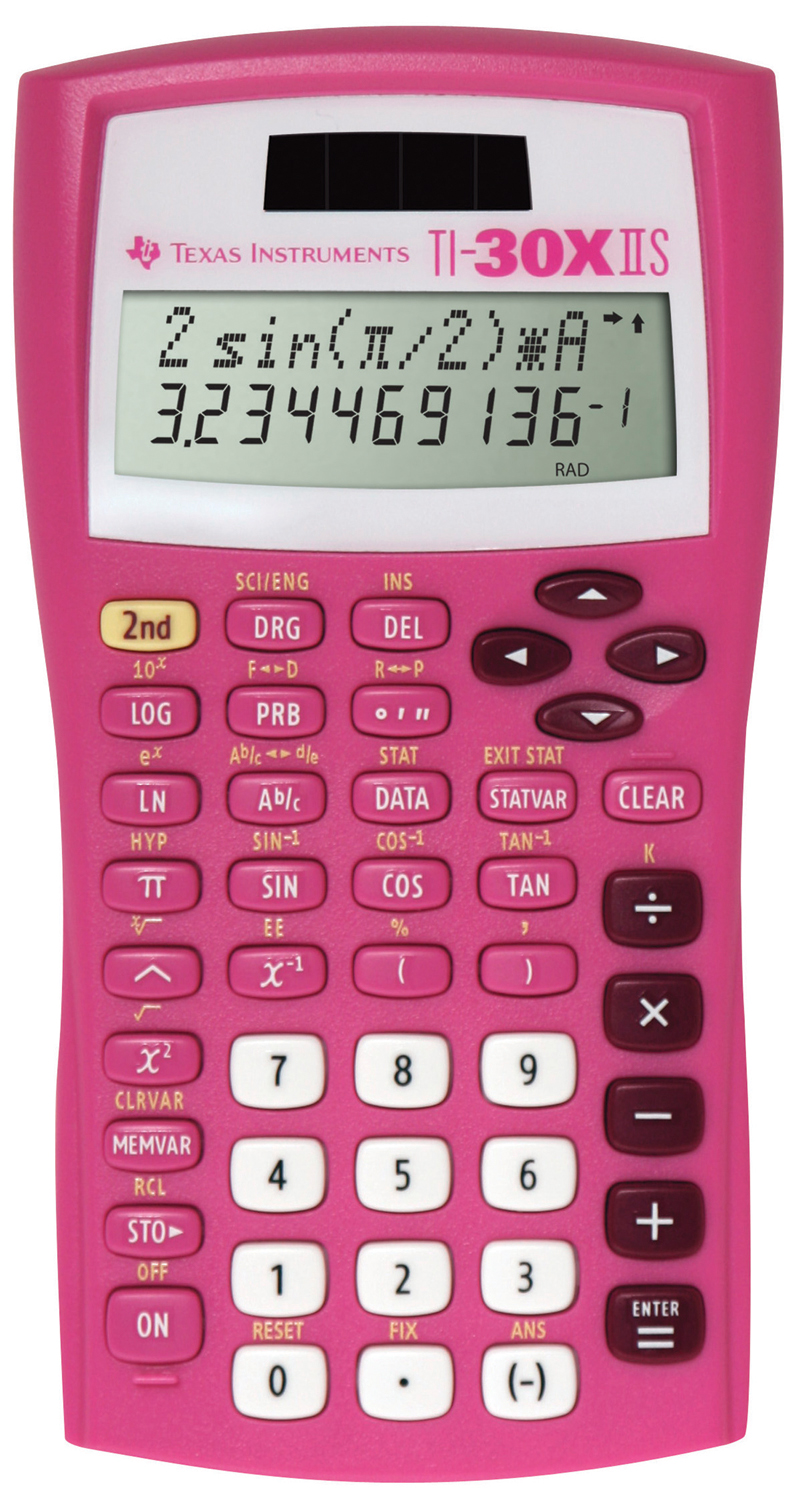 TEXAS INSTRUMENTS TI-30X IIS
2 sin(π/2)*A → ↑
3.234469136⁻¹
RAD
SCI/ENG INS
2nd DRG DEL ▲
◀ ▶
10ˣ F◄►D R◄►P
LOG PRB ° ′ ″ ▼
eˣ Ab/c ◄► d/e STAT EXIT STAT
LN Ab/c DATA STATVAR CLEAR
HYP SIN⁻¹ COS⁻¹ TAN⁻¹ K
π SIN COS TAN ÷
ˣ√ EE % ,
^ x⁻¹ ( ) ×
√
x² 7 8 9 −
CLRVAR
MEMVAR 4 5 6 +
RCL
STO► 1 2 3 ENTER =
OFF
ON
RESET FIX ANS
0 . (−)